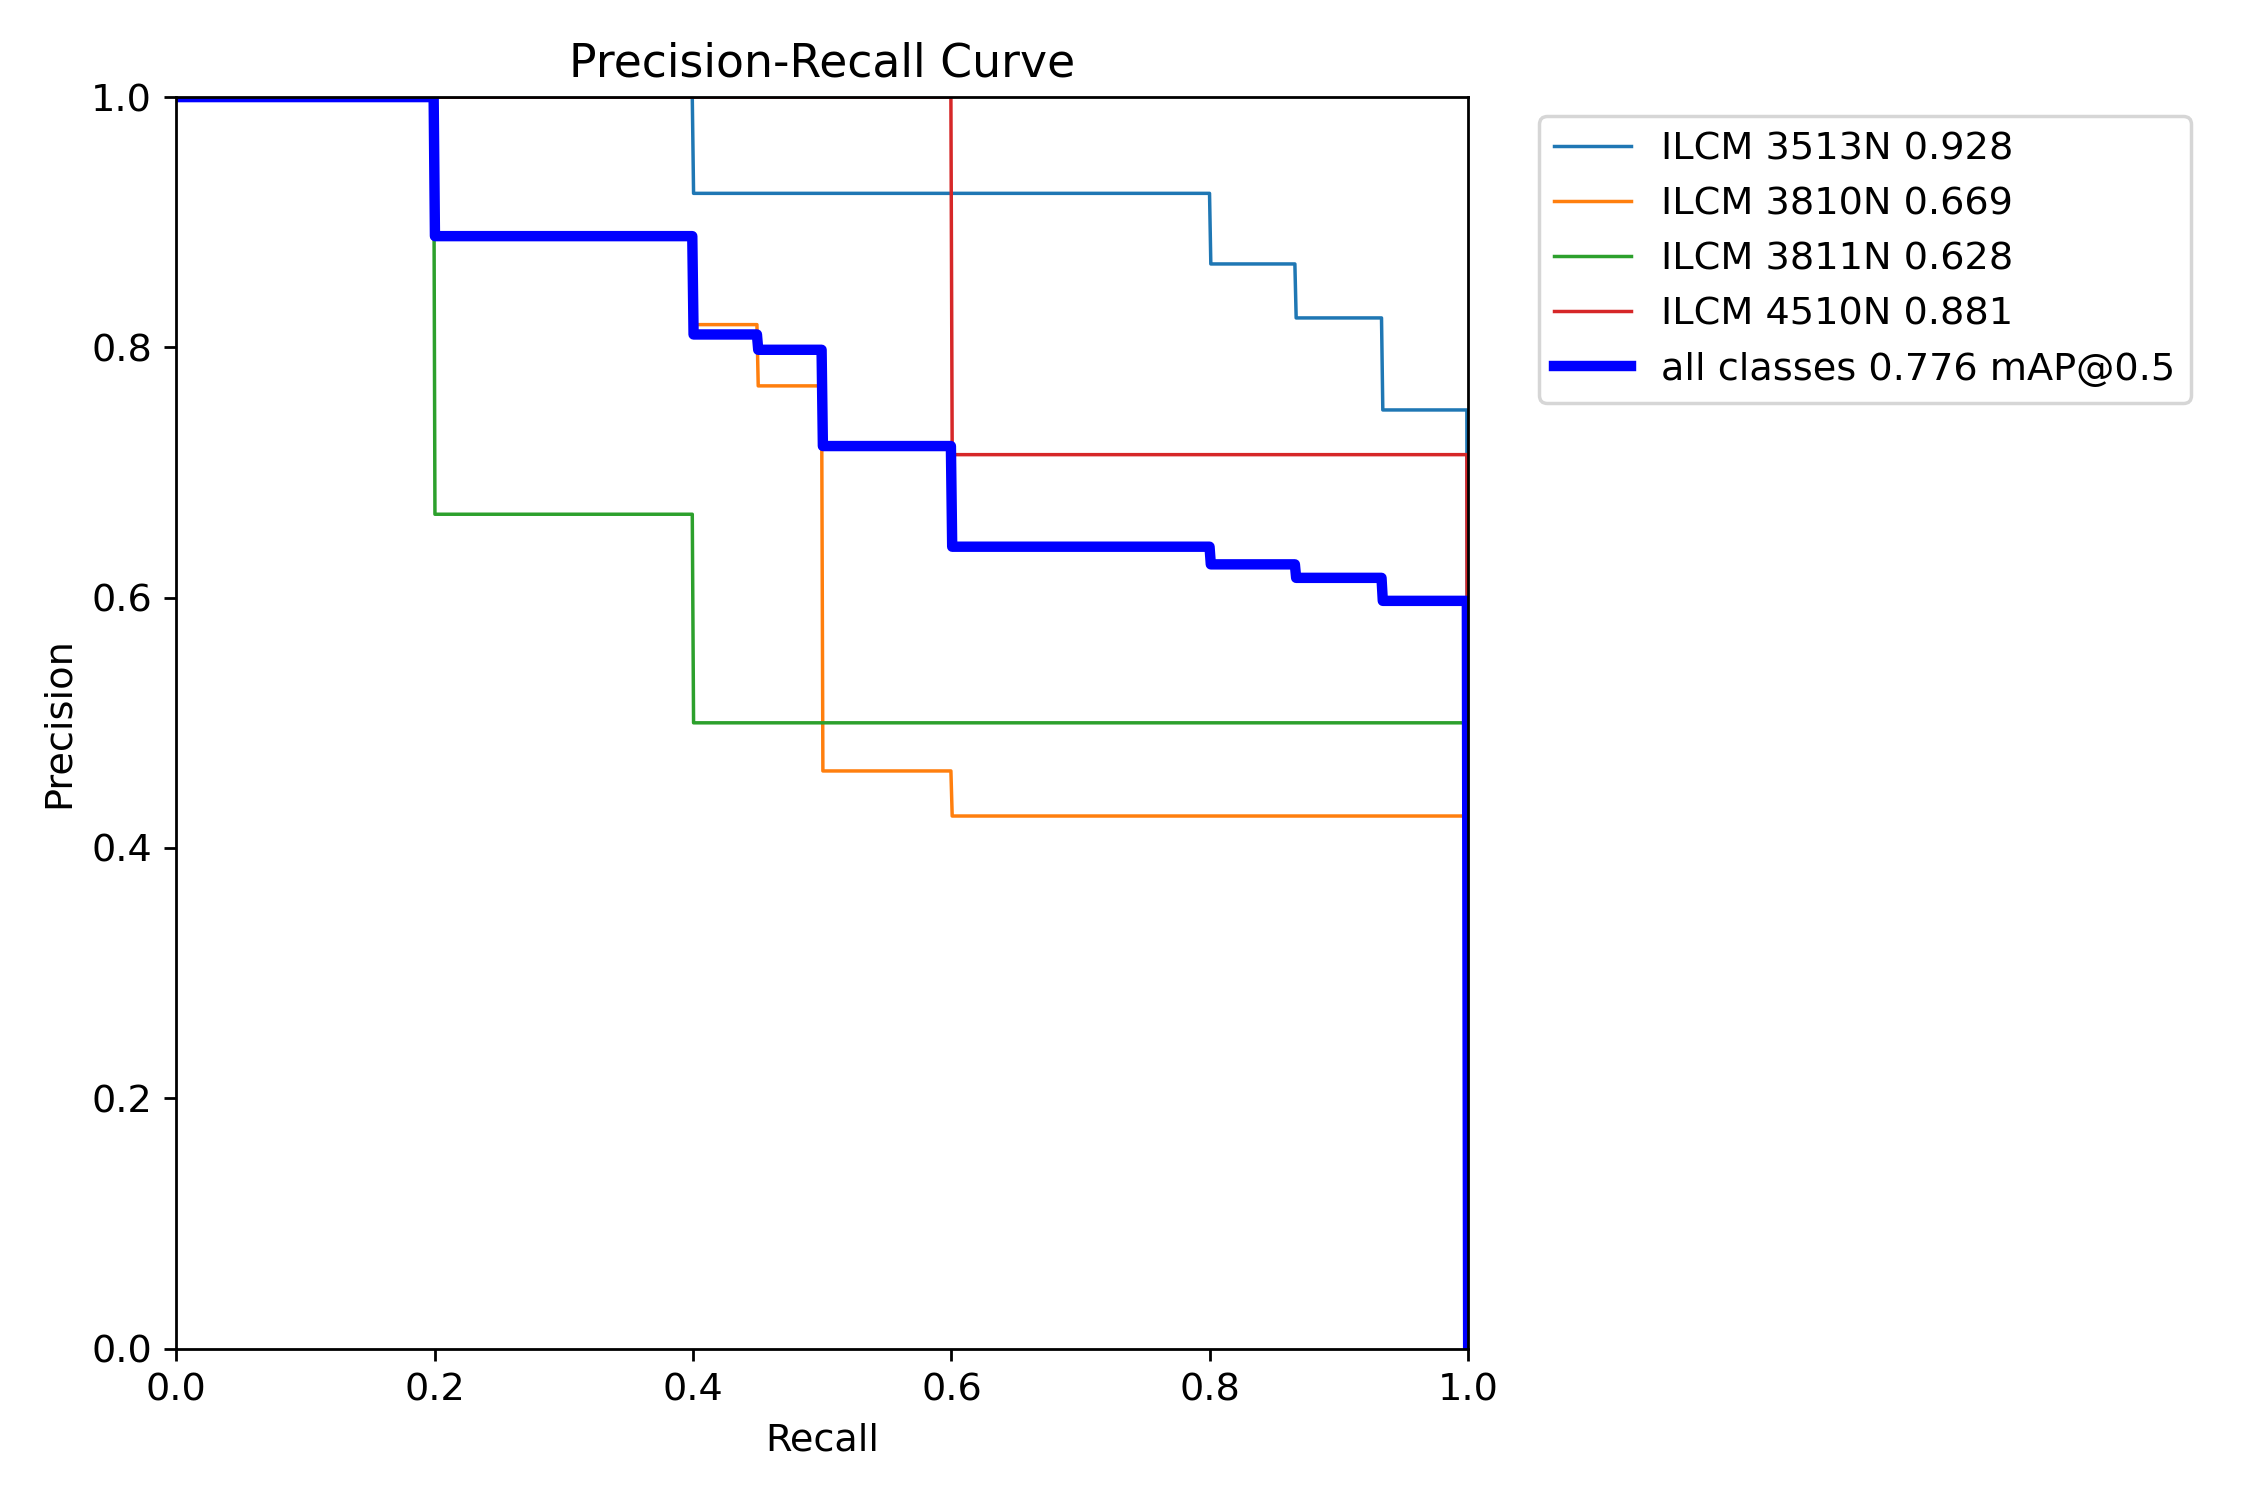 Precision-Recall Curve
1.0
0.8
0.6
0.4
0.2
0.0
Precision
0.0 0.2 0.4 0.6 0.8 1.0
Recall
ILCM 3513N 0.928
ILCM 3810N 0.669
ILCM 3811N 0.628
ILCM 4510N 0.881
all classes 0.776 mAP@0.5